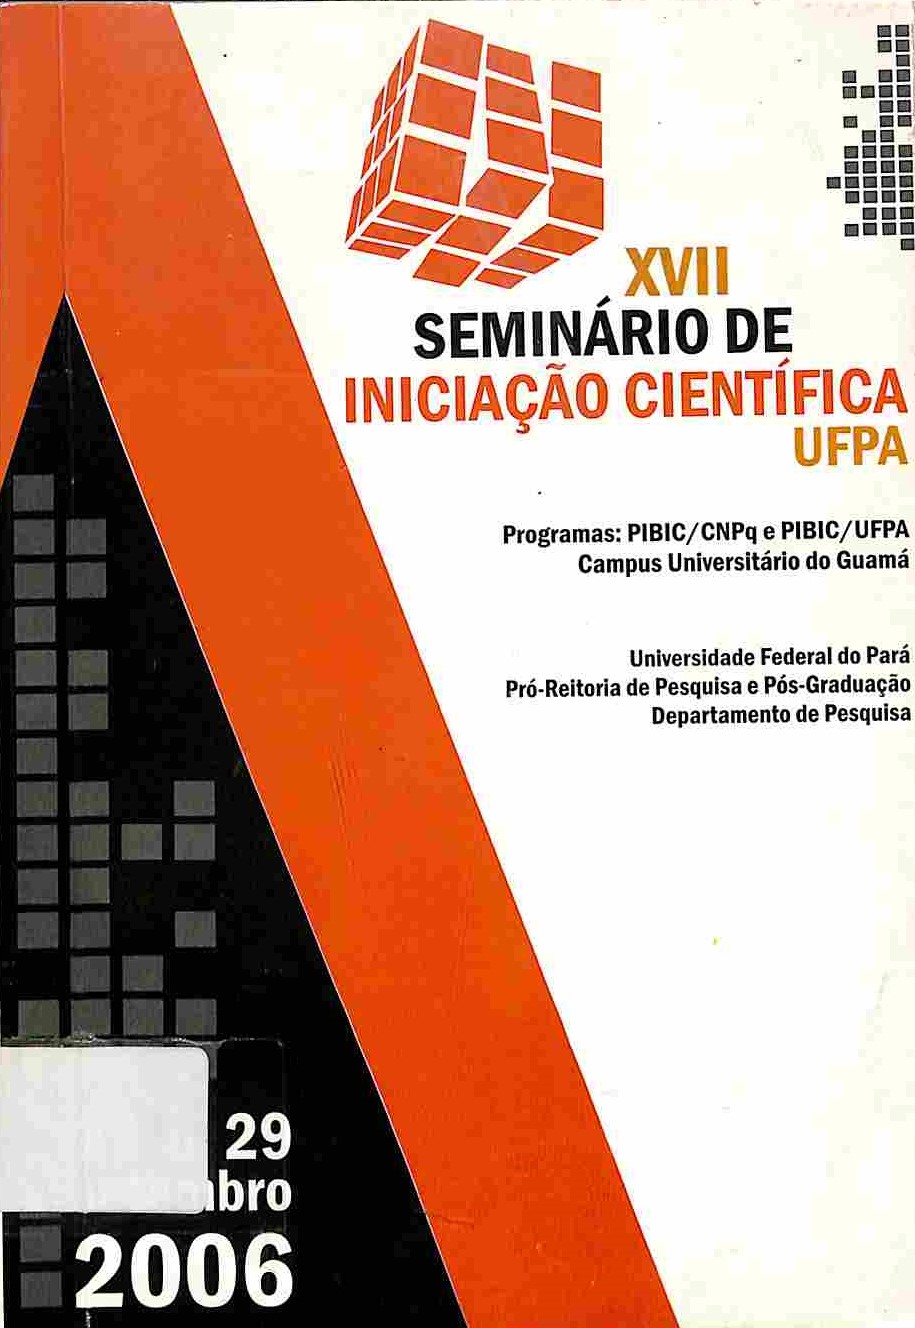 XVII
SEMINÁRIO DE
INICIAÇÃO CIENTÍFICA
UFPA
Programas: PIBIC/CNPq e PIBIC/UFPA
Campus Universitário do Guamá
Universidade Federal do Pará
Pró-Reitoria de Pesquisa e Pós-Graduação
Departamento de Pesquisa
29
2006